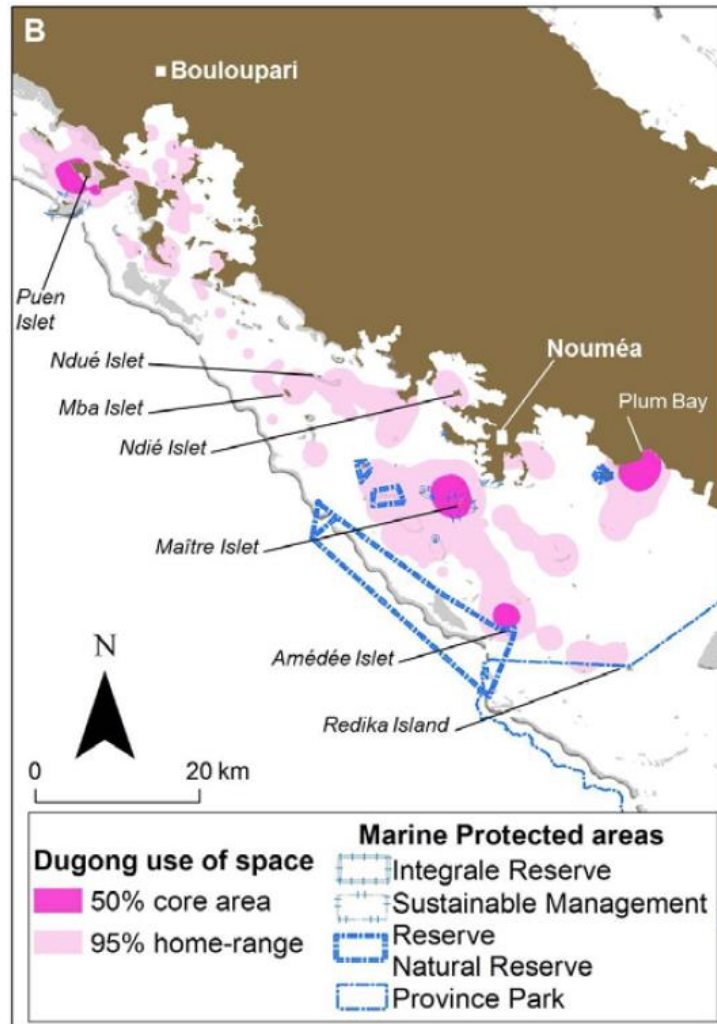 B
Bouloupari
Puen
Islet
Ndué Islet
Mba Islet
Ndié Islet
Nouméa
Plum Bay
Maître Islet
Amédée Islet
Redika Island
N
0 20 km
Dugong use of space
50% core area
95% home-range
Marine Protected areas
Integrale Reserve
Sustainable Management
Reserve
Natural Reserve
Province Park